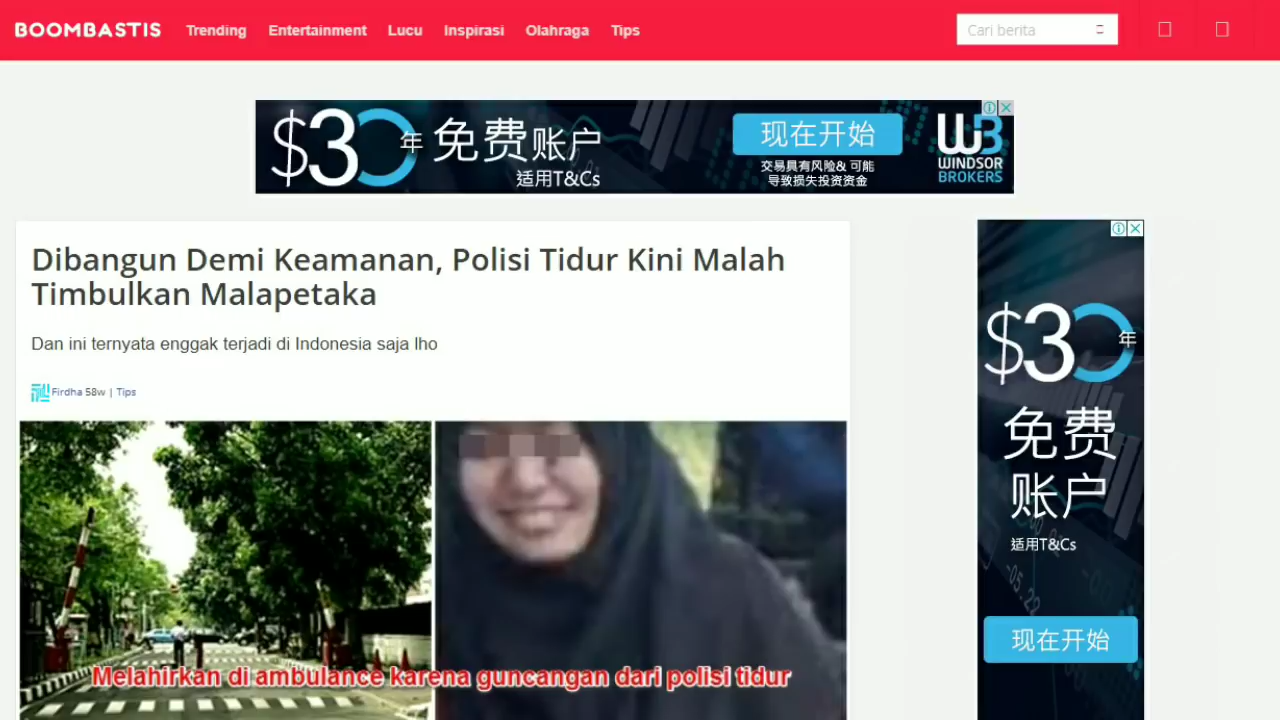 BOOMBASTIS Trending Entertainment Lucu Inspirasi Olahraga Tips Cari berita
$30 年 免费账户
适用T&Cs
现在开始
交易具有风险& 可能
导致损失投资资金
WB
WINDSOR
BROKERS
Dibangun Demi Keamanan, Polisi Tidur Kini Malah
Timbulkan Malapetaka
Dan ini ternyata enggak terjadi di Indonesia saja lho
Firdha 58w | Tips
Melahirkan di ambulance karena guncangan dari polisi tidur
$30 年
免费
账户
适用T&Cs
现在开始